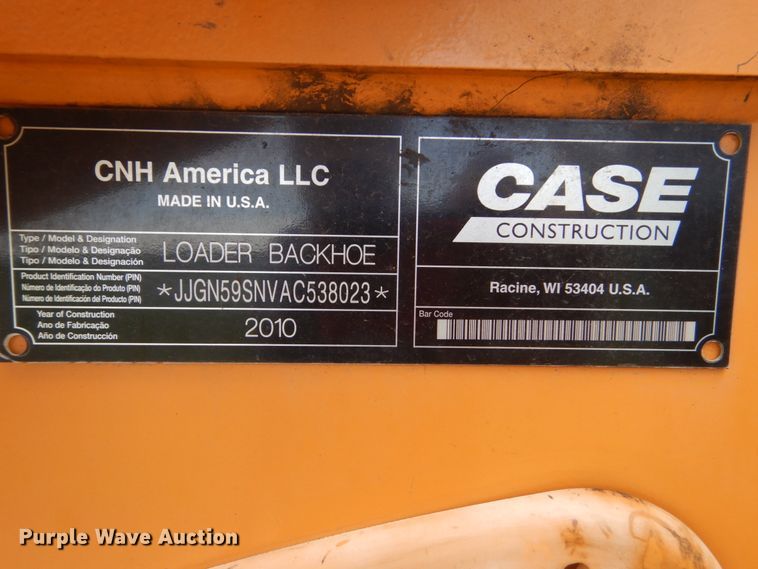 CNH America LLC
MADE IN U.S.A.
Type / Model & Designation
Tipo / Modelo & Designação
Tipo / Modelo & Designación
LOADER BACKHOE
Product Identification Number (PIN)
Número de Identificação do Produto (PIN)
Número de Identificación del Producto (PIN)
*JJGN59SNVAC538023*
Year of Construction
Ano de Fabricação
Año de Construcción
2010
CASE
CONSTRUCTION
Racine, WI 53404 U.S.A.
Bar Code
Purple Wave Auction